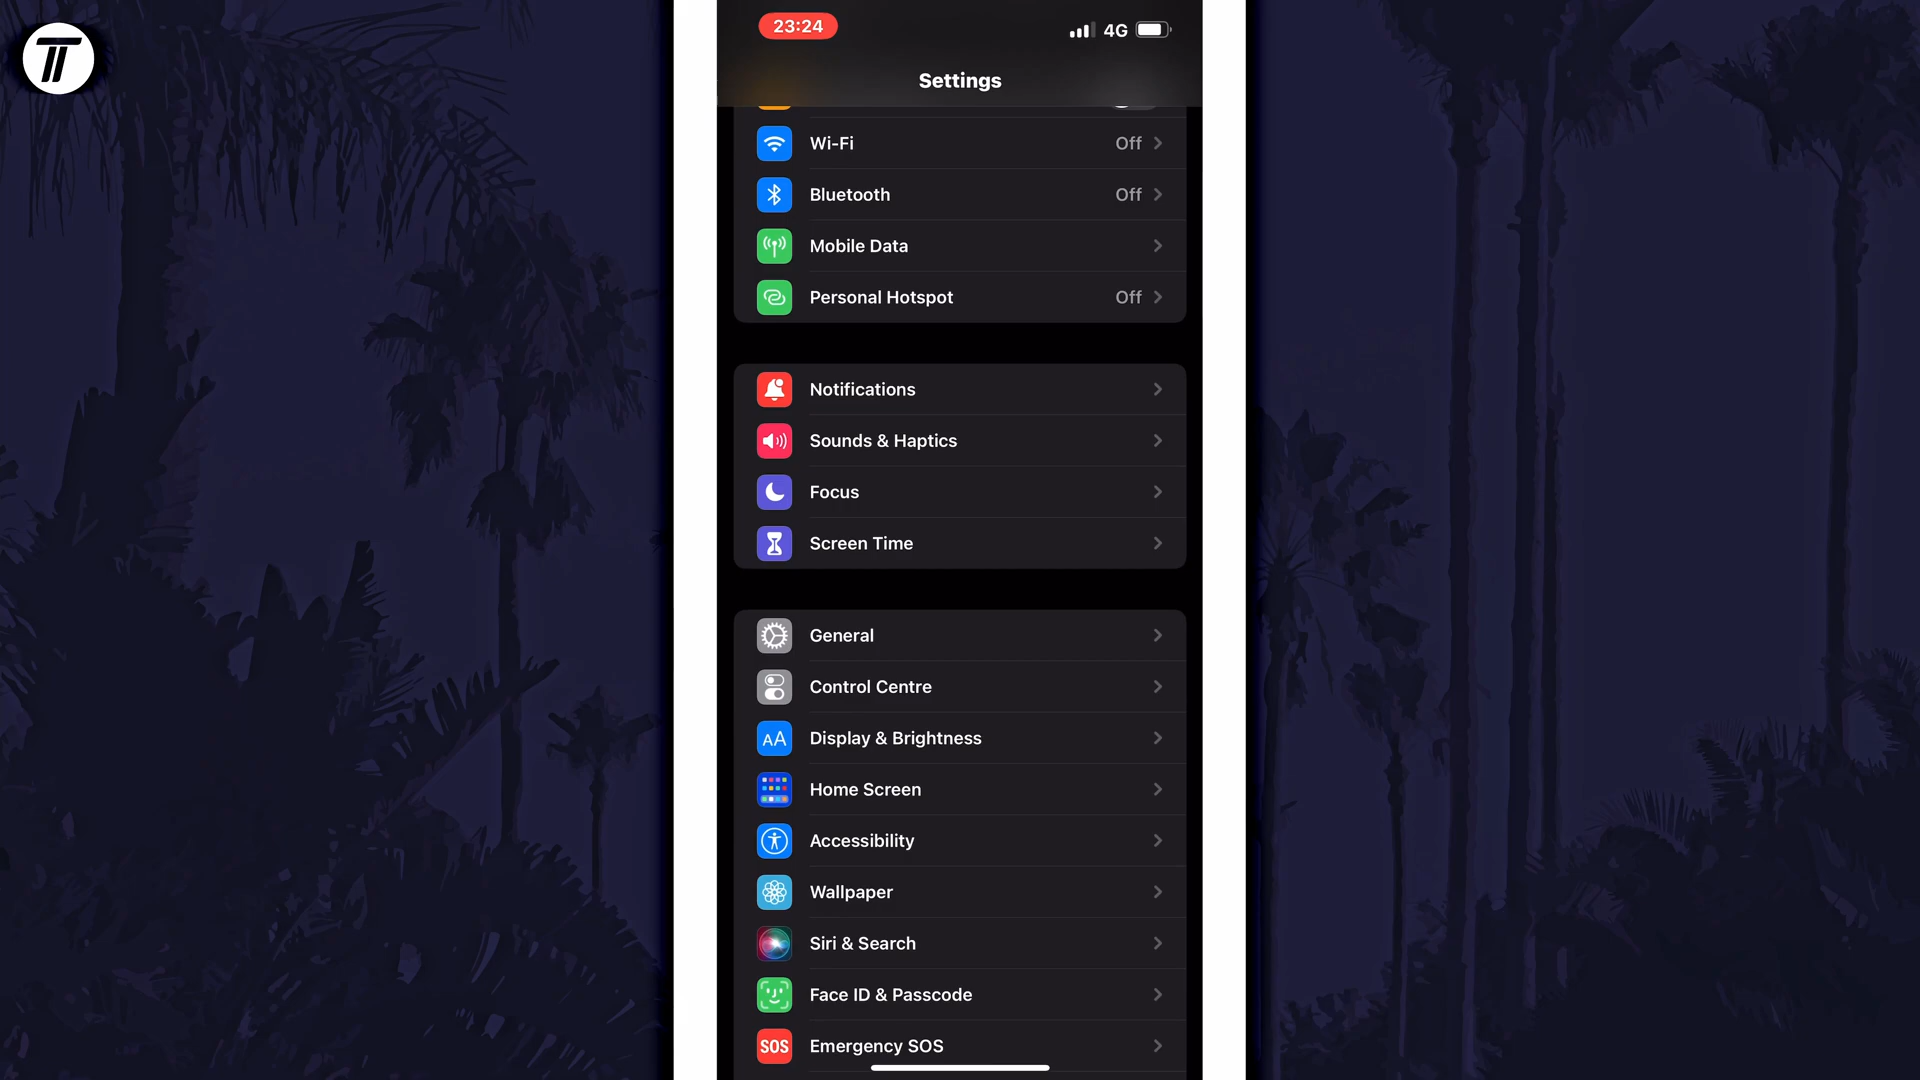 23:24
4G
Settings
Wi-Fi Off
Bluetooth Off
Mobile Data
Personal Hotspot Off
Notifications
Sounds & Haptics
Focus
Screen Time
General
Control Centre
AA Display & Brightness
Home Screen
Accessibility
Wallpaper
Siri & Search
Face ID & Passcode
SOS Emergency SOS